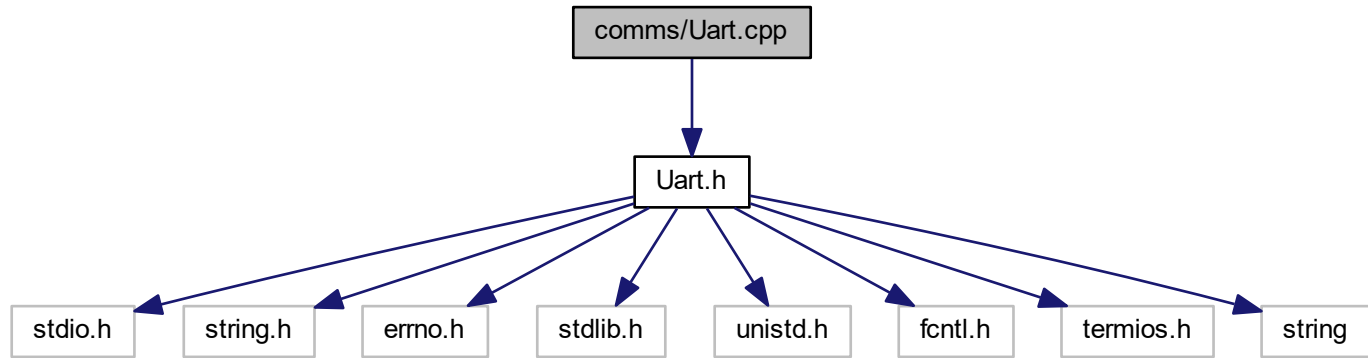 comms/Uart.cpp
Uart.h
stdio.h
string.h
errno.h
stdlib.h
unistd.h
fcntl.h
termios.h
string